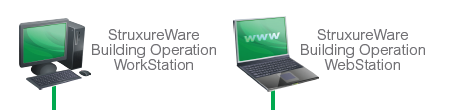 StruxureWare
Building Operation
WorkStation
www
StruxureWare
Building Operation
WebStation